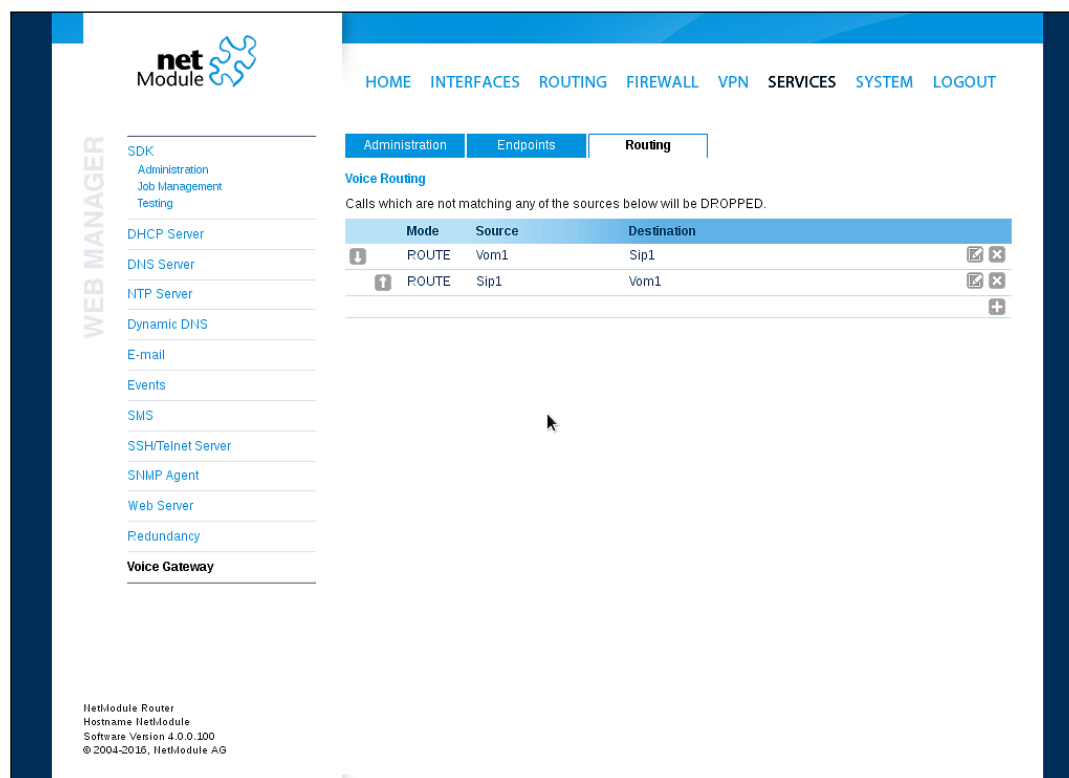 net
Module
HOME INTERFACES ROUTING FIREWALL VPN SERVICES SYSTEM LOGOUT
WEB MANAGER
SDK
Administration
Job Management
Testing
DHCP Server
DNS Server
NTP Server
Dynamic DNS
E-mail
Events
SMS
SSH/Telnet Server
SNMP Agent
Web Server
Redundancy
Voice Gateway
Administration Endpoints Routing
Voice Routing
Calls which are not matching any of the sources below will be DROPPED.
Mode Source Destination
ROUTE Vom1 Sip1
ROUTE Sip1 Vom1
NetModule Router
Hostname NetModule
Software Version 4.0.0.100
© 2004-2016, NetModule AG